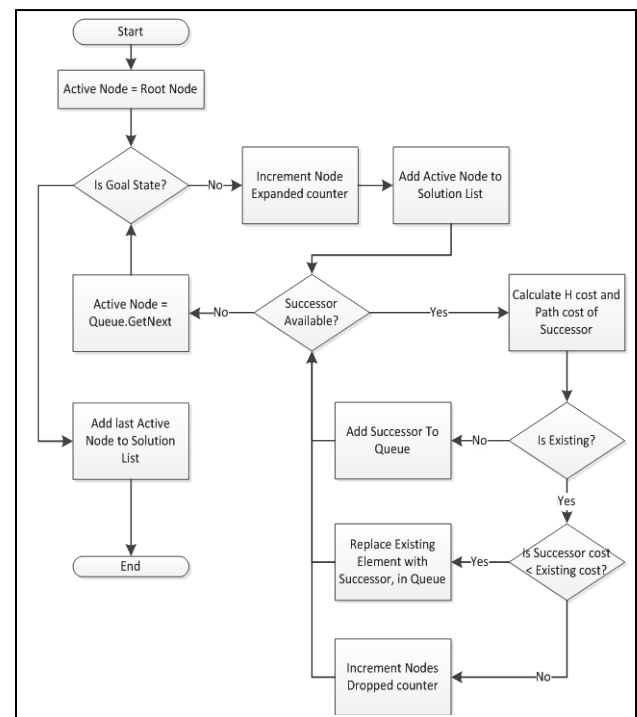 Start
Active Node = Root Node
Is Goal State?
No
Increment Node
Expanded counter
Add Active Node to
Solution List
Active Node =
Queue.GetNext
No
Successor
Available?
Yes
Calculate H cost and
Path cost of
Successor
Add last Active
Node to Solution
List
Add Successor To
Queue
No
Is Existing?
Yes
End
Replace Existing
Element with
Successor, in Queue
Yes
Is Successor cost
< Existing cost?
Increment Nodes
Dropped counter
No